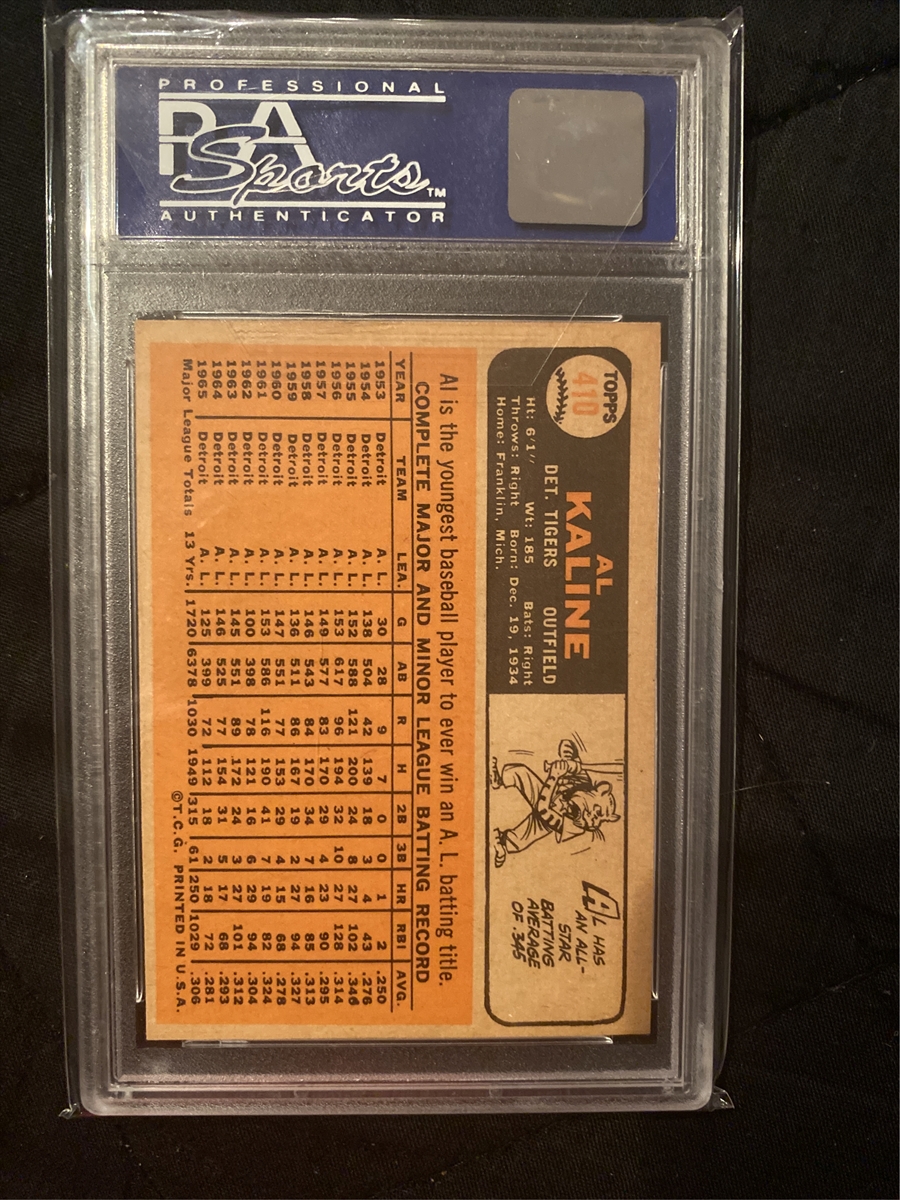 PROFESSIONAL
PSA
Sports™
AUTHENTICATOR
TOPPS
410
AL
KALINE
DET. TIGERS OUTFIELD
Ht: 6'1" Wt: 185 Bats: Right
Throws: Right Born: Dec. 19, 1934
Home: Franklin, Mich.
AL HAS
AN ALL-
STAR
BATTING
AVERAGE
OF .345
Al is the youngest baseball player to ever win an A. L. batting title.
COMPLETE MAJOR AND MINOR LEAGUE BATTING RECORD
YEAR TEAM LEA. G AB R H 2B 3B HR RBI AVG.
1953 Detroit A. L. 30 28 9 7 0 0 1 2 .250
1954 Detroit A. L. 138 504 42 139 18 3 4 43 .276
1955 Detroit A. L. 152 588 121 200 24 8 27 102 .346
1956 Detroit A. L. 153 617 96 194 32 10 27 128 .314
1957 Detroit A. L. 149 577 83 170 29 4 23 90 .295
1958 Detroit A. L. 146 543 84 170 34 7 16 85 .313
1959 Detroit A. L. 136 511 86 167 19 2 27 94 .327
1960 Detroit A. L. 147 551 77 153 29 4 15 68 .278
1961 Detroit A. L. 153 586 116 190 41 7 19 82 .324
1962 Detroit A. L. 100 398 78 121 16 6 29 94 .304
1963 Detroit A. L. 145 551 89 172 24 3 27 101 .312
1964 Detroit A. L. 146 525 77 154 31 5 17 68 .293
1965 Detroit A. L. 125 399 72 112 18 2 18 72 .281
Major League Totals 13 Yrs. 1720 6378 1030 1949 315 61 250 1029 .306
©T.C.G. PRINTED IN U.S.A.